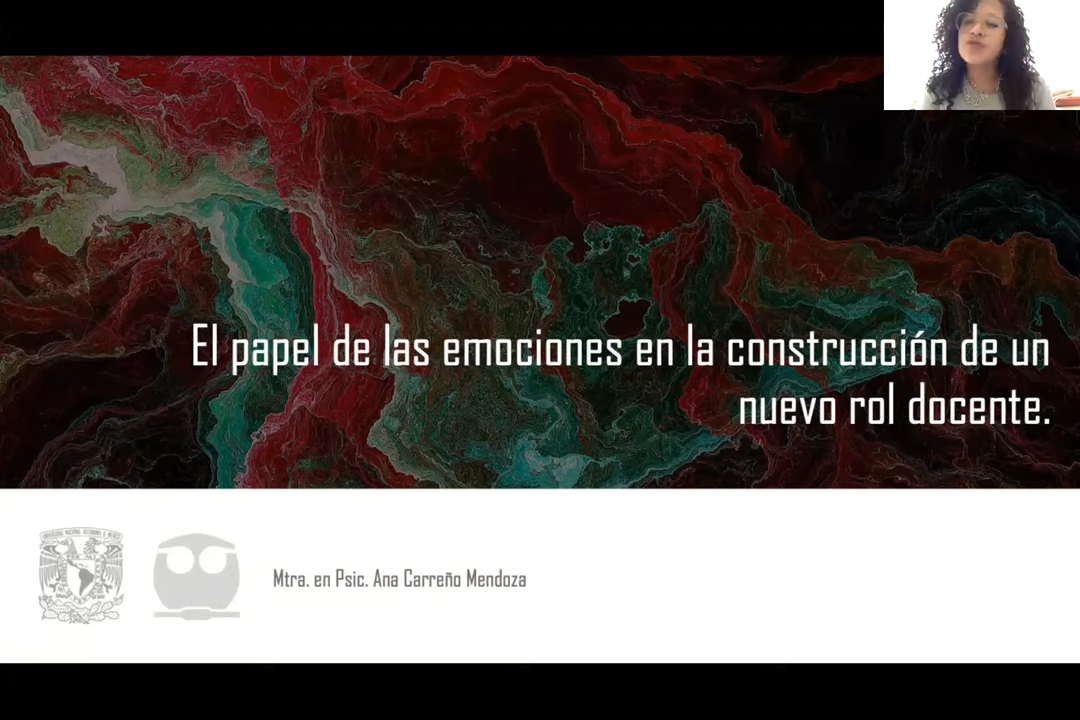 El papel de las emociones en la construcción de un
nuevo rol docente.
Mtra. en Psic. Ana Carreño Mendoza